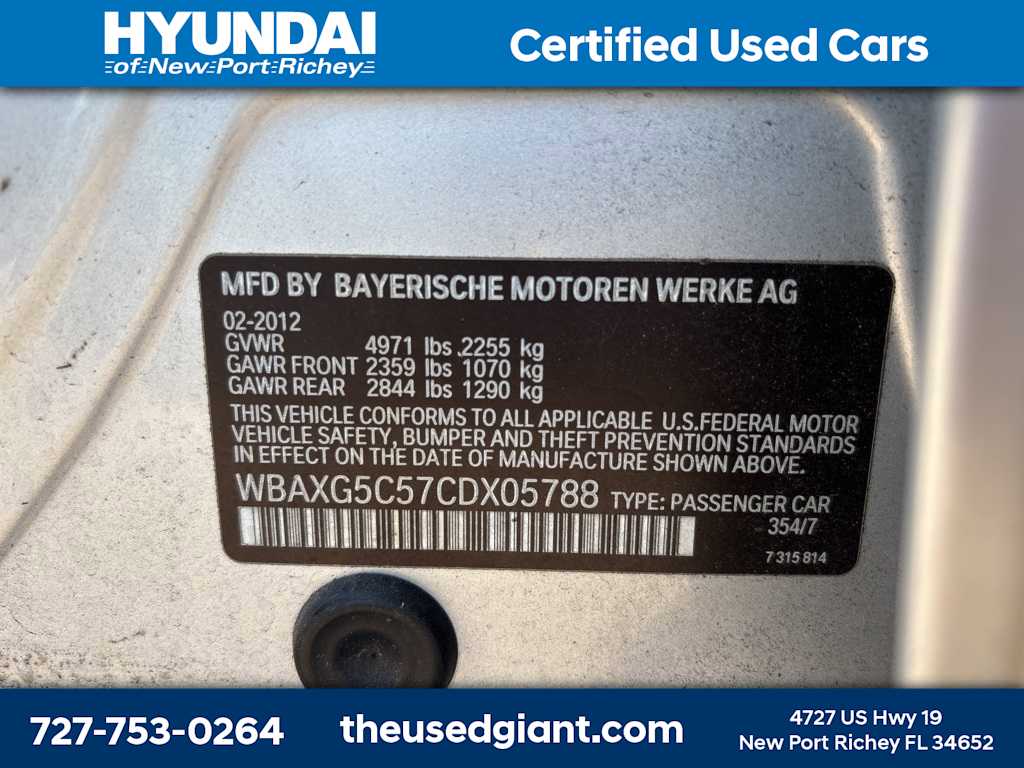 HYUNDAI
of New Port Richey
Certified Used Cars
MFD BY BAYERISCHE MOTOREN WERKE AG
02-2012
GVWR 4971 lbs 2255 kg
GAWR FRONT 2359 lbs 1070 kg
GAWR REAR 2844 lbs 1290 kg
THIS VEHICLE CONFORMS TO ALL APPLICABLE U.S.FEDERAL MOTOR
VEHICLE SAFETY, BUMPER AND THEFT PREVENTION STANDARDS
IN EFFECT ON THE DATE OF MANUFACTURE SHOWN ABOVE.
WBAXG5C57CDX05788 TYPE: PASSENGER CAR
354/7
7 315 814
727-753-0264
theusedgiant.com
4727 US Hwy 19
New Port Richey FL 34652